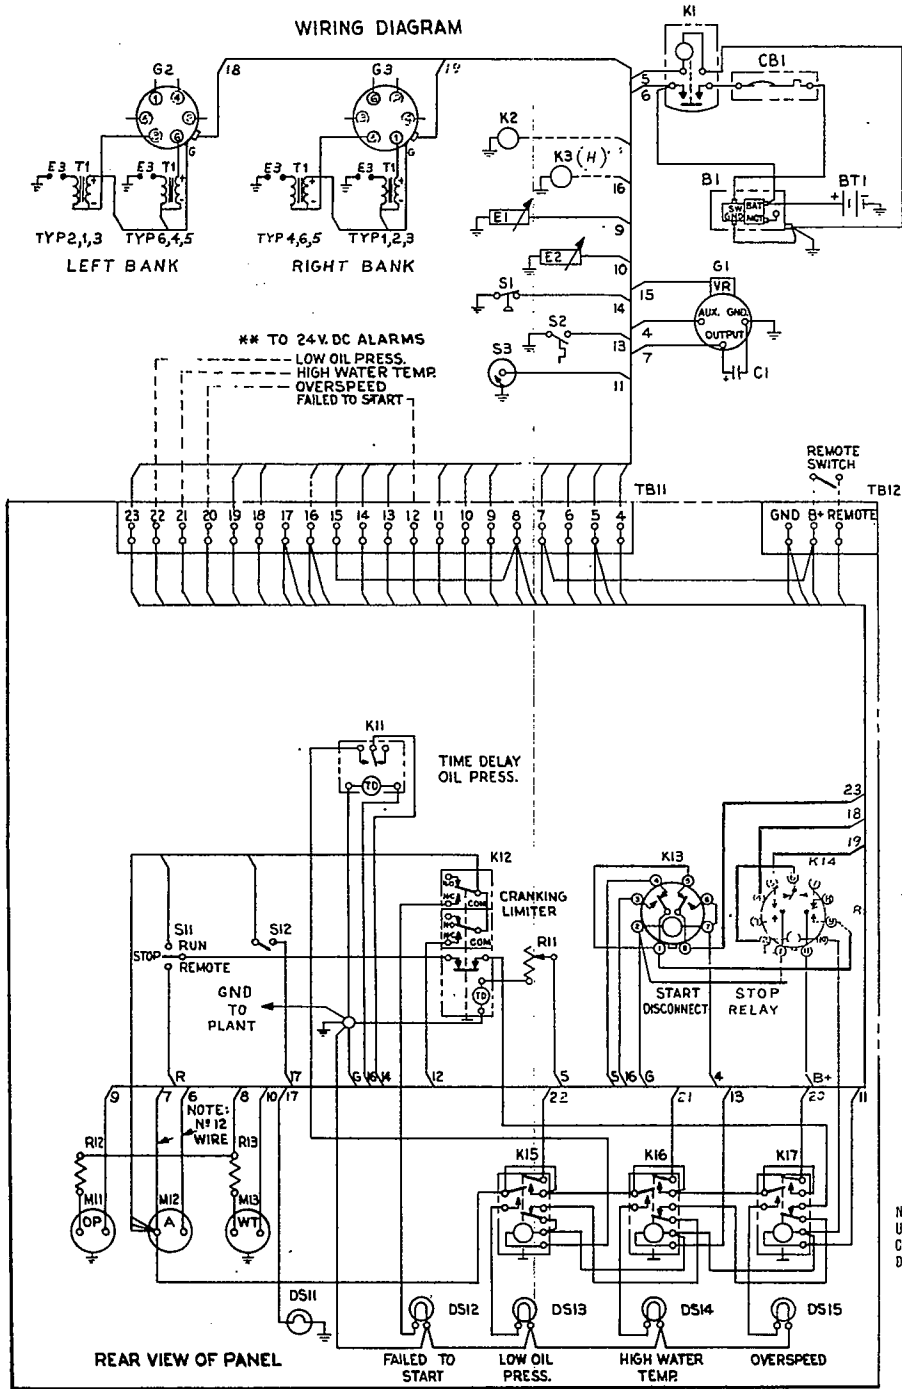 WIRING DIAGRAM
K1
CB1
G2
18
G3
19
5
6
K2
K3 (H)
16
B1
BT1
SW
GND
BAT
MOT
E3 T1
E3 T1
E3 T1
E3 T1
G
G
E1
9
E2
10
TYP 2,1,3
TYP 6,4,5
TYP 4,6,5
TYP 1,2,3
LEFT BANK
RIGHT BANK
S1
15
14
G1
VR
AUX. GND.
OUTPUT
S2
4
13
7
C1
S3
11
** TO 24V. DC ALARMS
LOW OIL PRESS.
HIGH WATER TEMP.
OVERSPEED
FAILED TO START
REMOTE
SWITCH
TB11
TB12
23 22 21 20 19 18 17 16 15 14 13 12 11 10 9 8 7 6 5 4
GND B+ REMOTE
K11
TD
TIME DELAY
OIL PRESS.
23
18
19
K12
NO
NC
COM
NC
COM
CRANKING
LIMITER
K13
K14
R
S11
RUN
STOP
REMOTE
S12
R11
TD
GND
TO
PLANT
START
DISCONNECT
STOP
RELAY
R
17
G 16 14
12
5
5 16 G
4
B+
9
7 6
8
10 17
22
21
13
20
11
NOTE:
Nº 12
WIRE
R12
R13
M11
OP
M12
A
M13
WT
K15
K16
K17
DS11
DS12
DS13
DS14
DS15
REAR VIEW OF PANEL
FAILED TO
START
LOW OIL
PRESS.
HIGH WATER
TEMP.
OVERSPEED